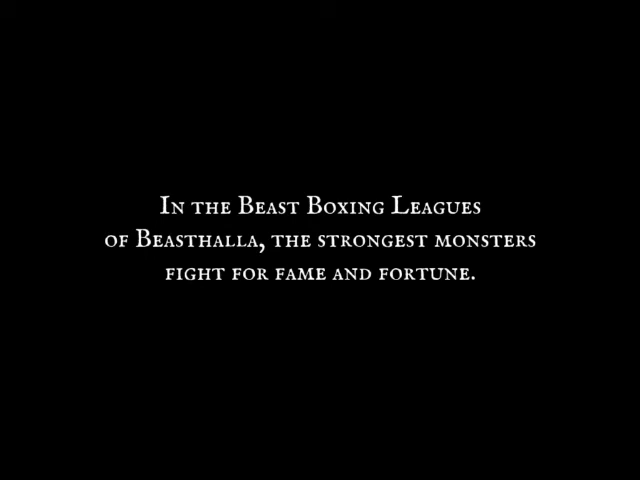 In the Beast Boxing Leagues
of Beasthalla, the strongest monsters
fight for fame and fortune.